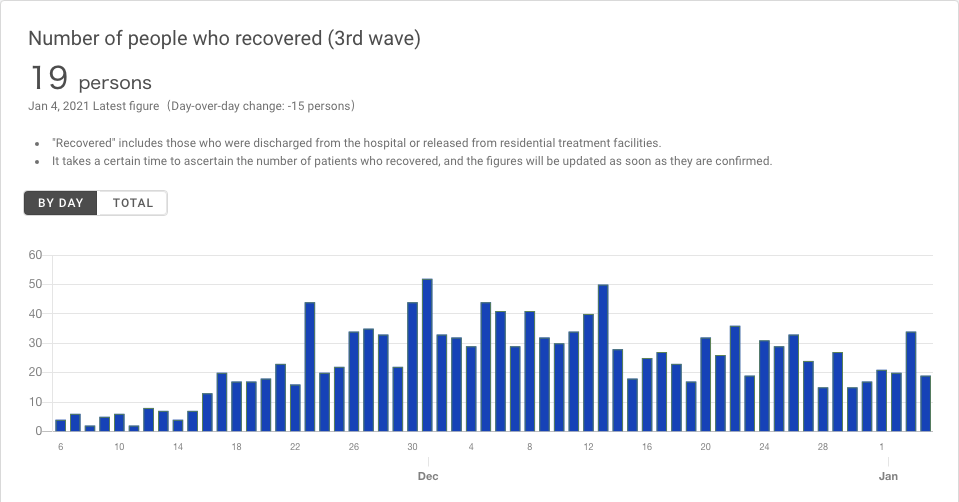 Number of people who recovered (3rd wave)
19 persons
Jan 4, 2021 Latest figure (Day-over-day change: -15 persons)
• "Recovered" includes those who were discharged from the hospital or released from residential treatment facilities.
• It takes a certain time to ascertain the number of patients who recovered, and the figures will be updated as soon as they are confirmed.
BY DAY TOTAL
60
50
40
30
20
10
0
6 10 14 18 22 26 30 4 8 12 16 20 24 28 1
Dec Jan